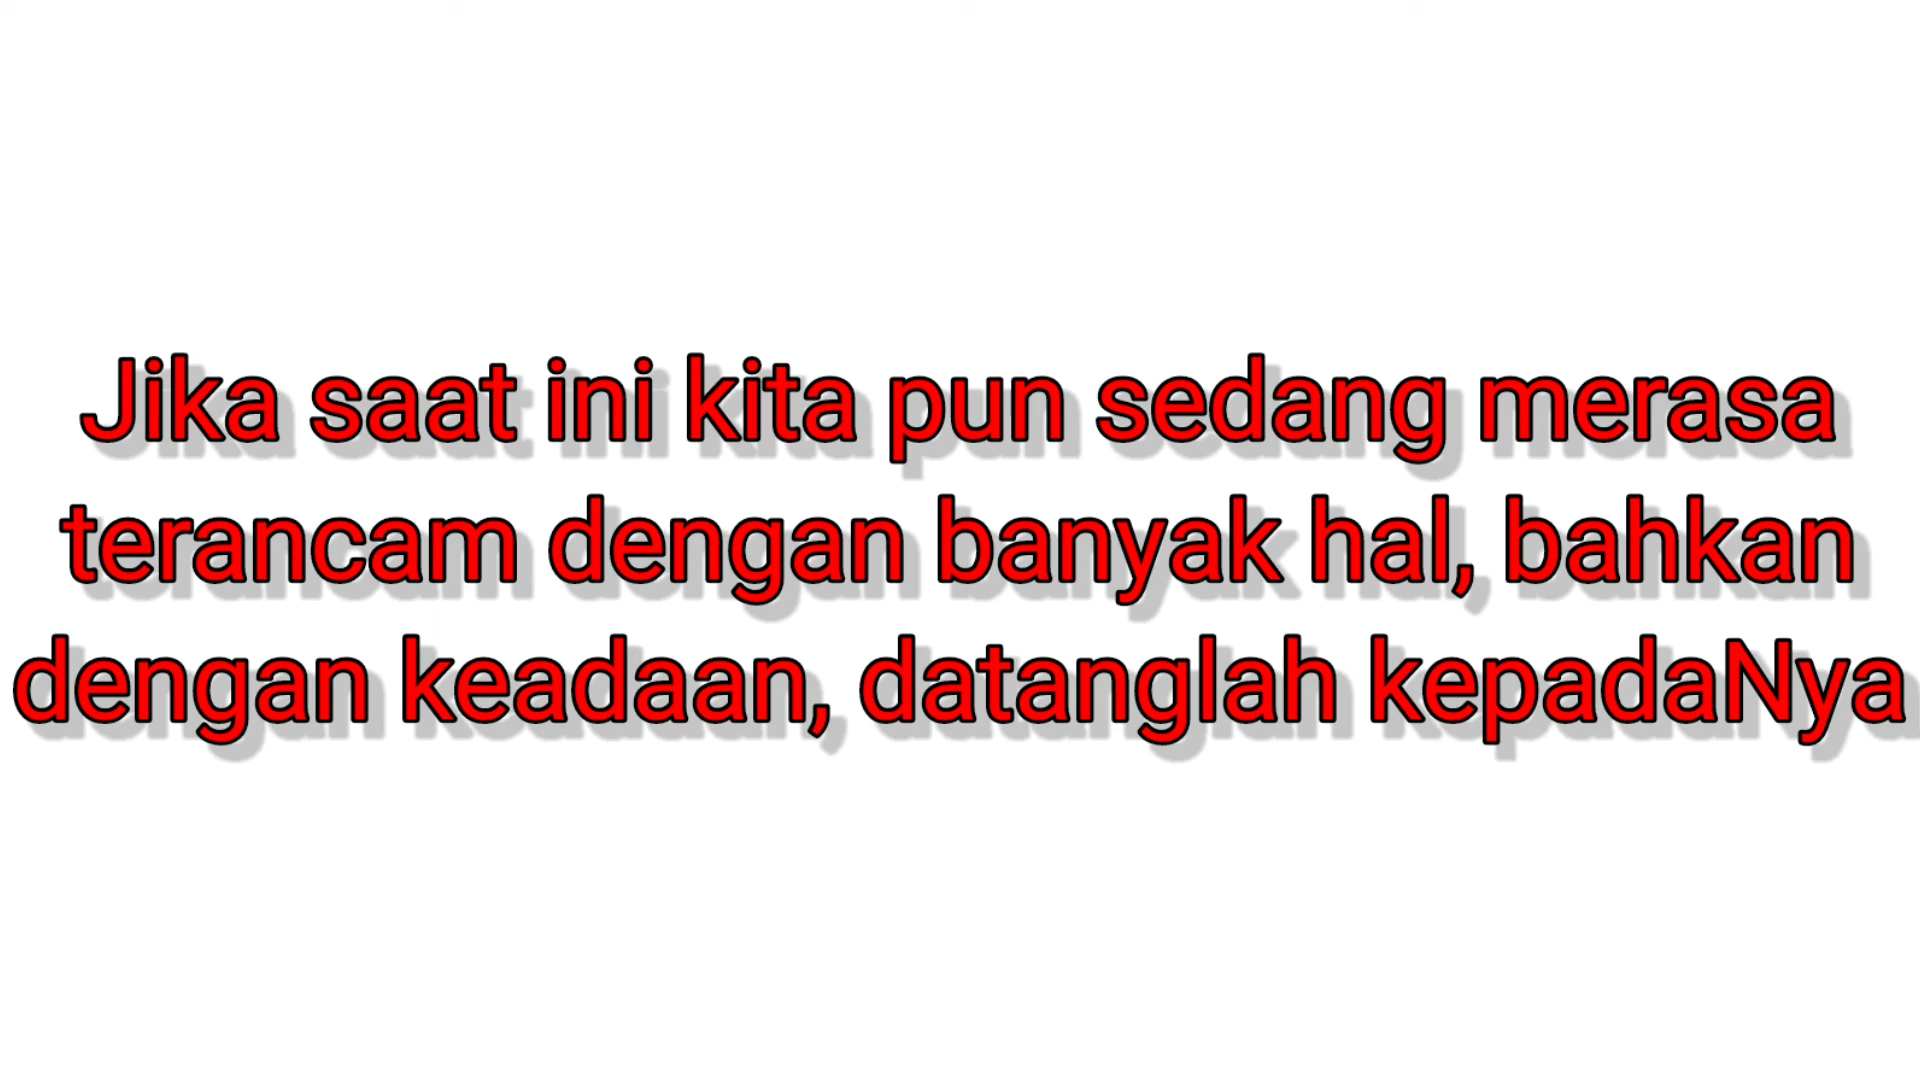 Jika saat ini kita pun sedang merasa
terancam dengan banyak hal, bahkan
dengan keadaan, datanglah kepadaNya